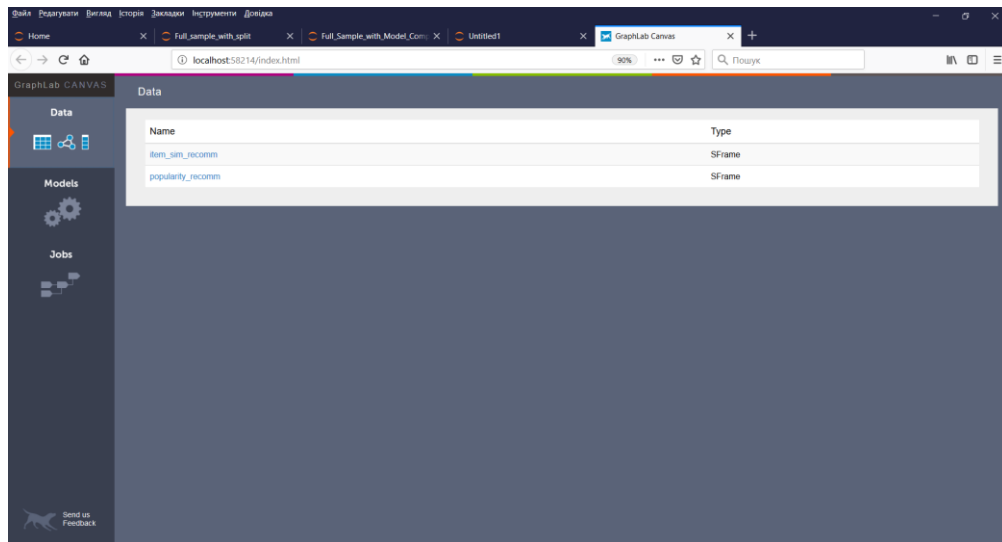 Файл Редагувати Вигляд Історія Закладки Інструменти Довідка
Home Full_sample_with_split Full_Sample_with_Model_Com Untitled1 GraphLab Canvas
localhost:58214/index.html 90% Пошук
GraphLab CANVAS
Data
Data
Name Type
item_sim_recomm SFrame
popularity_recomm SFrame
Models
Jobs
Send us
Feedback